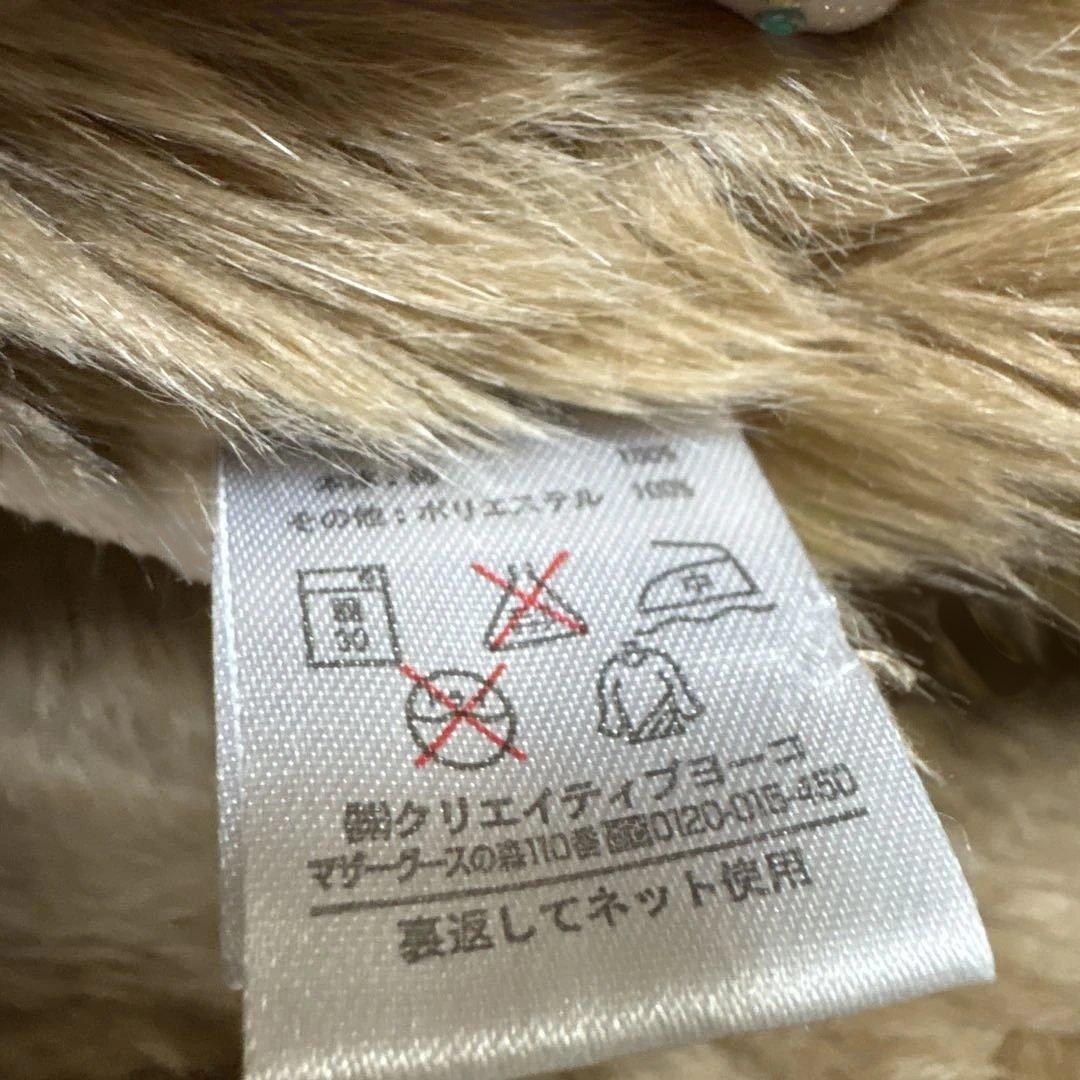 100%
その他：ポリエステル 100%
弱
30
中
㈱クリエイティブヨーコ
マザーグースの森110番 0120-015-450
裏返してネット使用